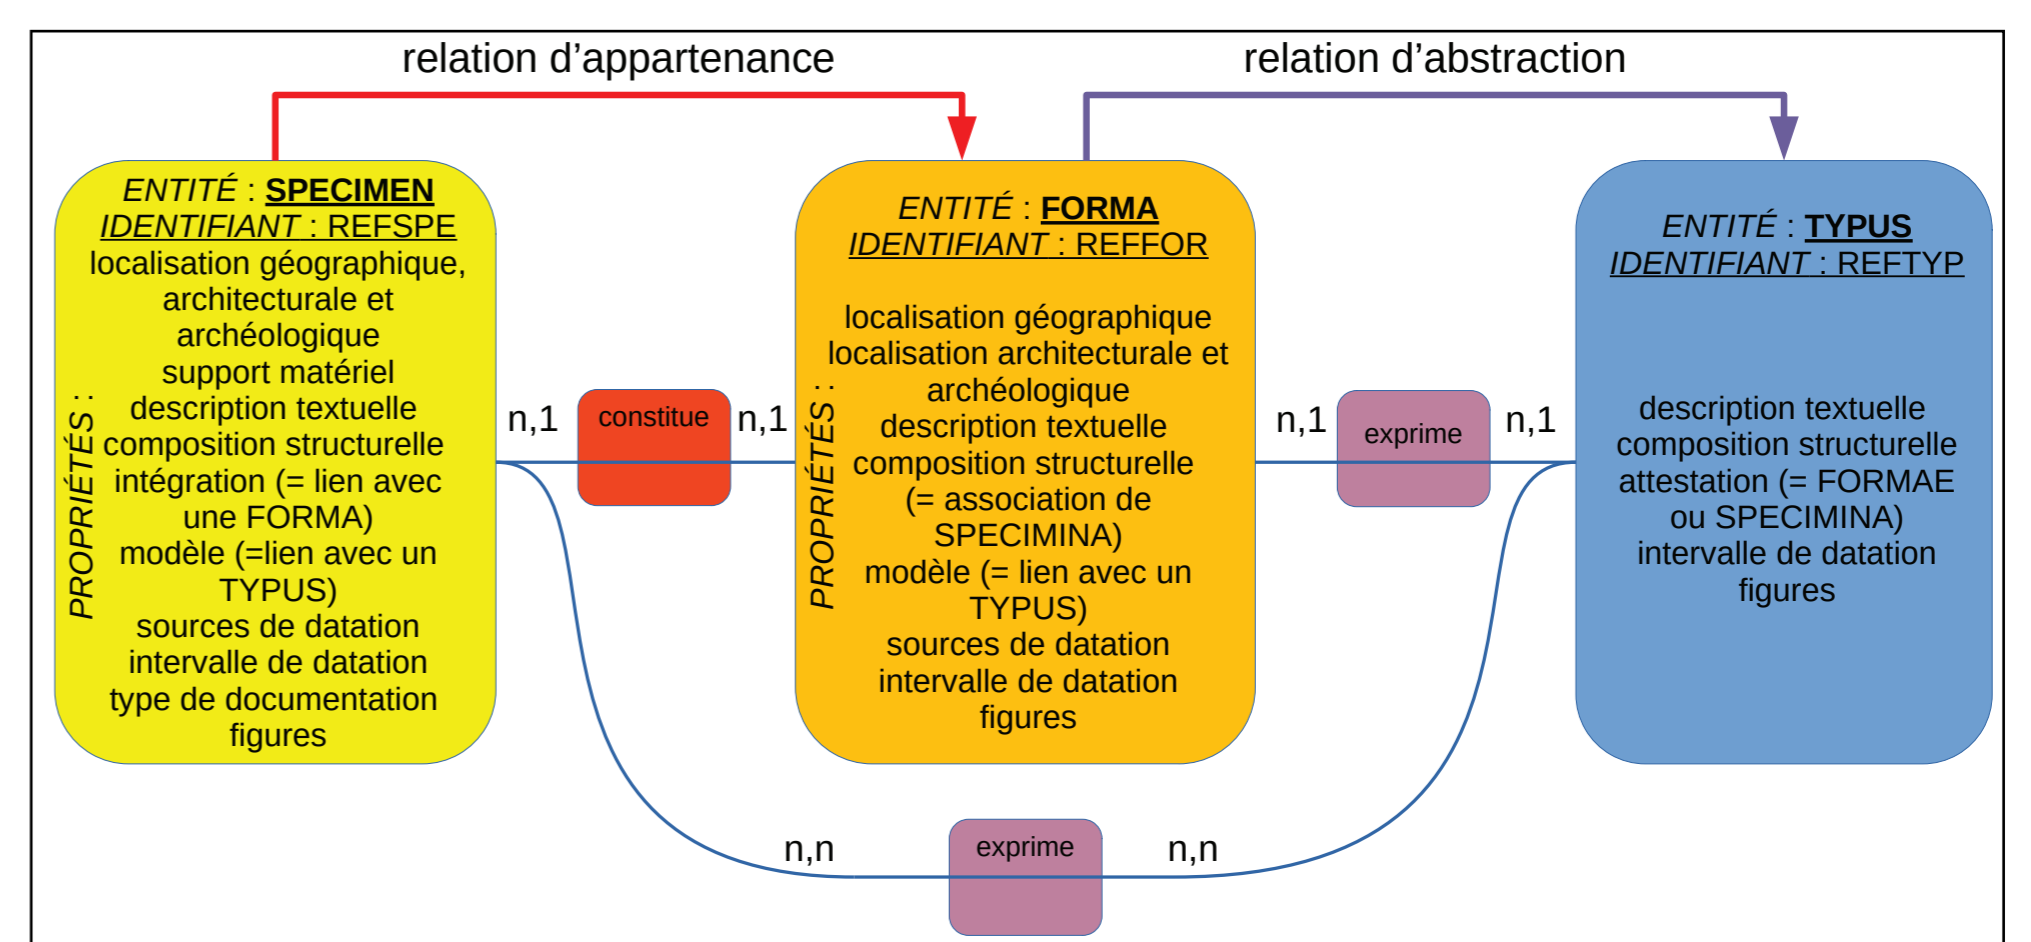 relation d’appartenance
relation d’abstraction
ENTITÉ : SPECIMEN
IDENTIFIANT : REFSPE
PROPRIÉTÉS :
localisation géographique,
architecturale et
archéologique
support matériel
description textuelle
composition structurelle
intégration (= lien avec
une FORMA)
modèle (=lien avec un
TYPUS)
sources de datation
intervalle de datation
type de documentation
figures
n,1
constitue
n,1
ENTITÉ : FORMA
IDENTIFIANT : REFFOR
PROPRIÉTÉS :
localisation géographique
localisation architecturale et
archéologique
description textuelle
composition structurelle
(= association de
SPECIMINA)
modèle (= lien avec un
TYPUS)
sources de datation
intervalle de datation
figures
n,1
exprime
n,1
ENTITÉ : TYPUS
IDENTIFIANT : REFTYP
description textuelle
composition structurelle
attestation (= FORMAE
ou SPECIMINA)
intervalle de datation
figures
n,n
exprime
n,n